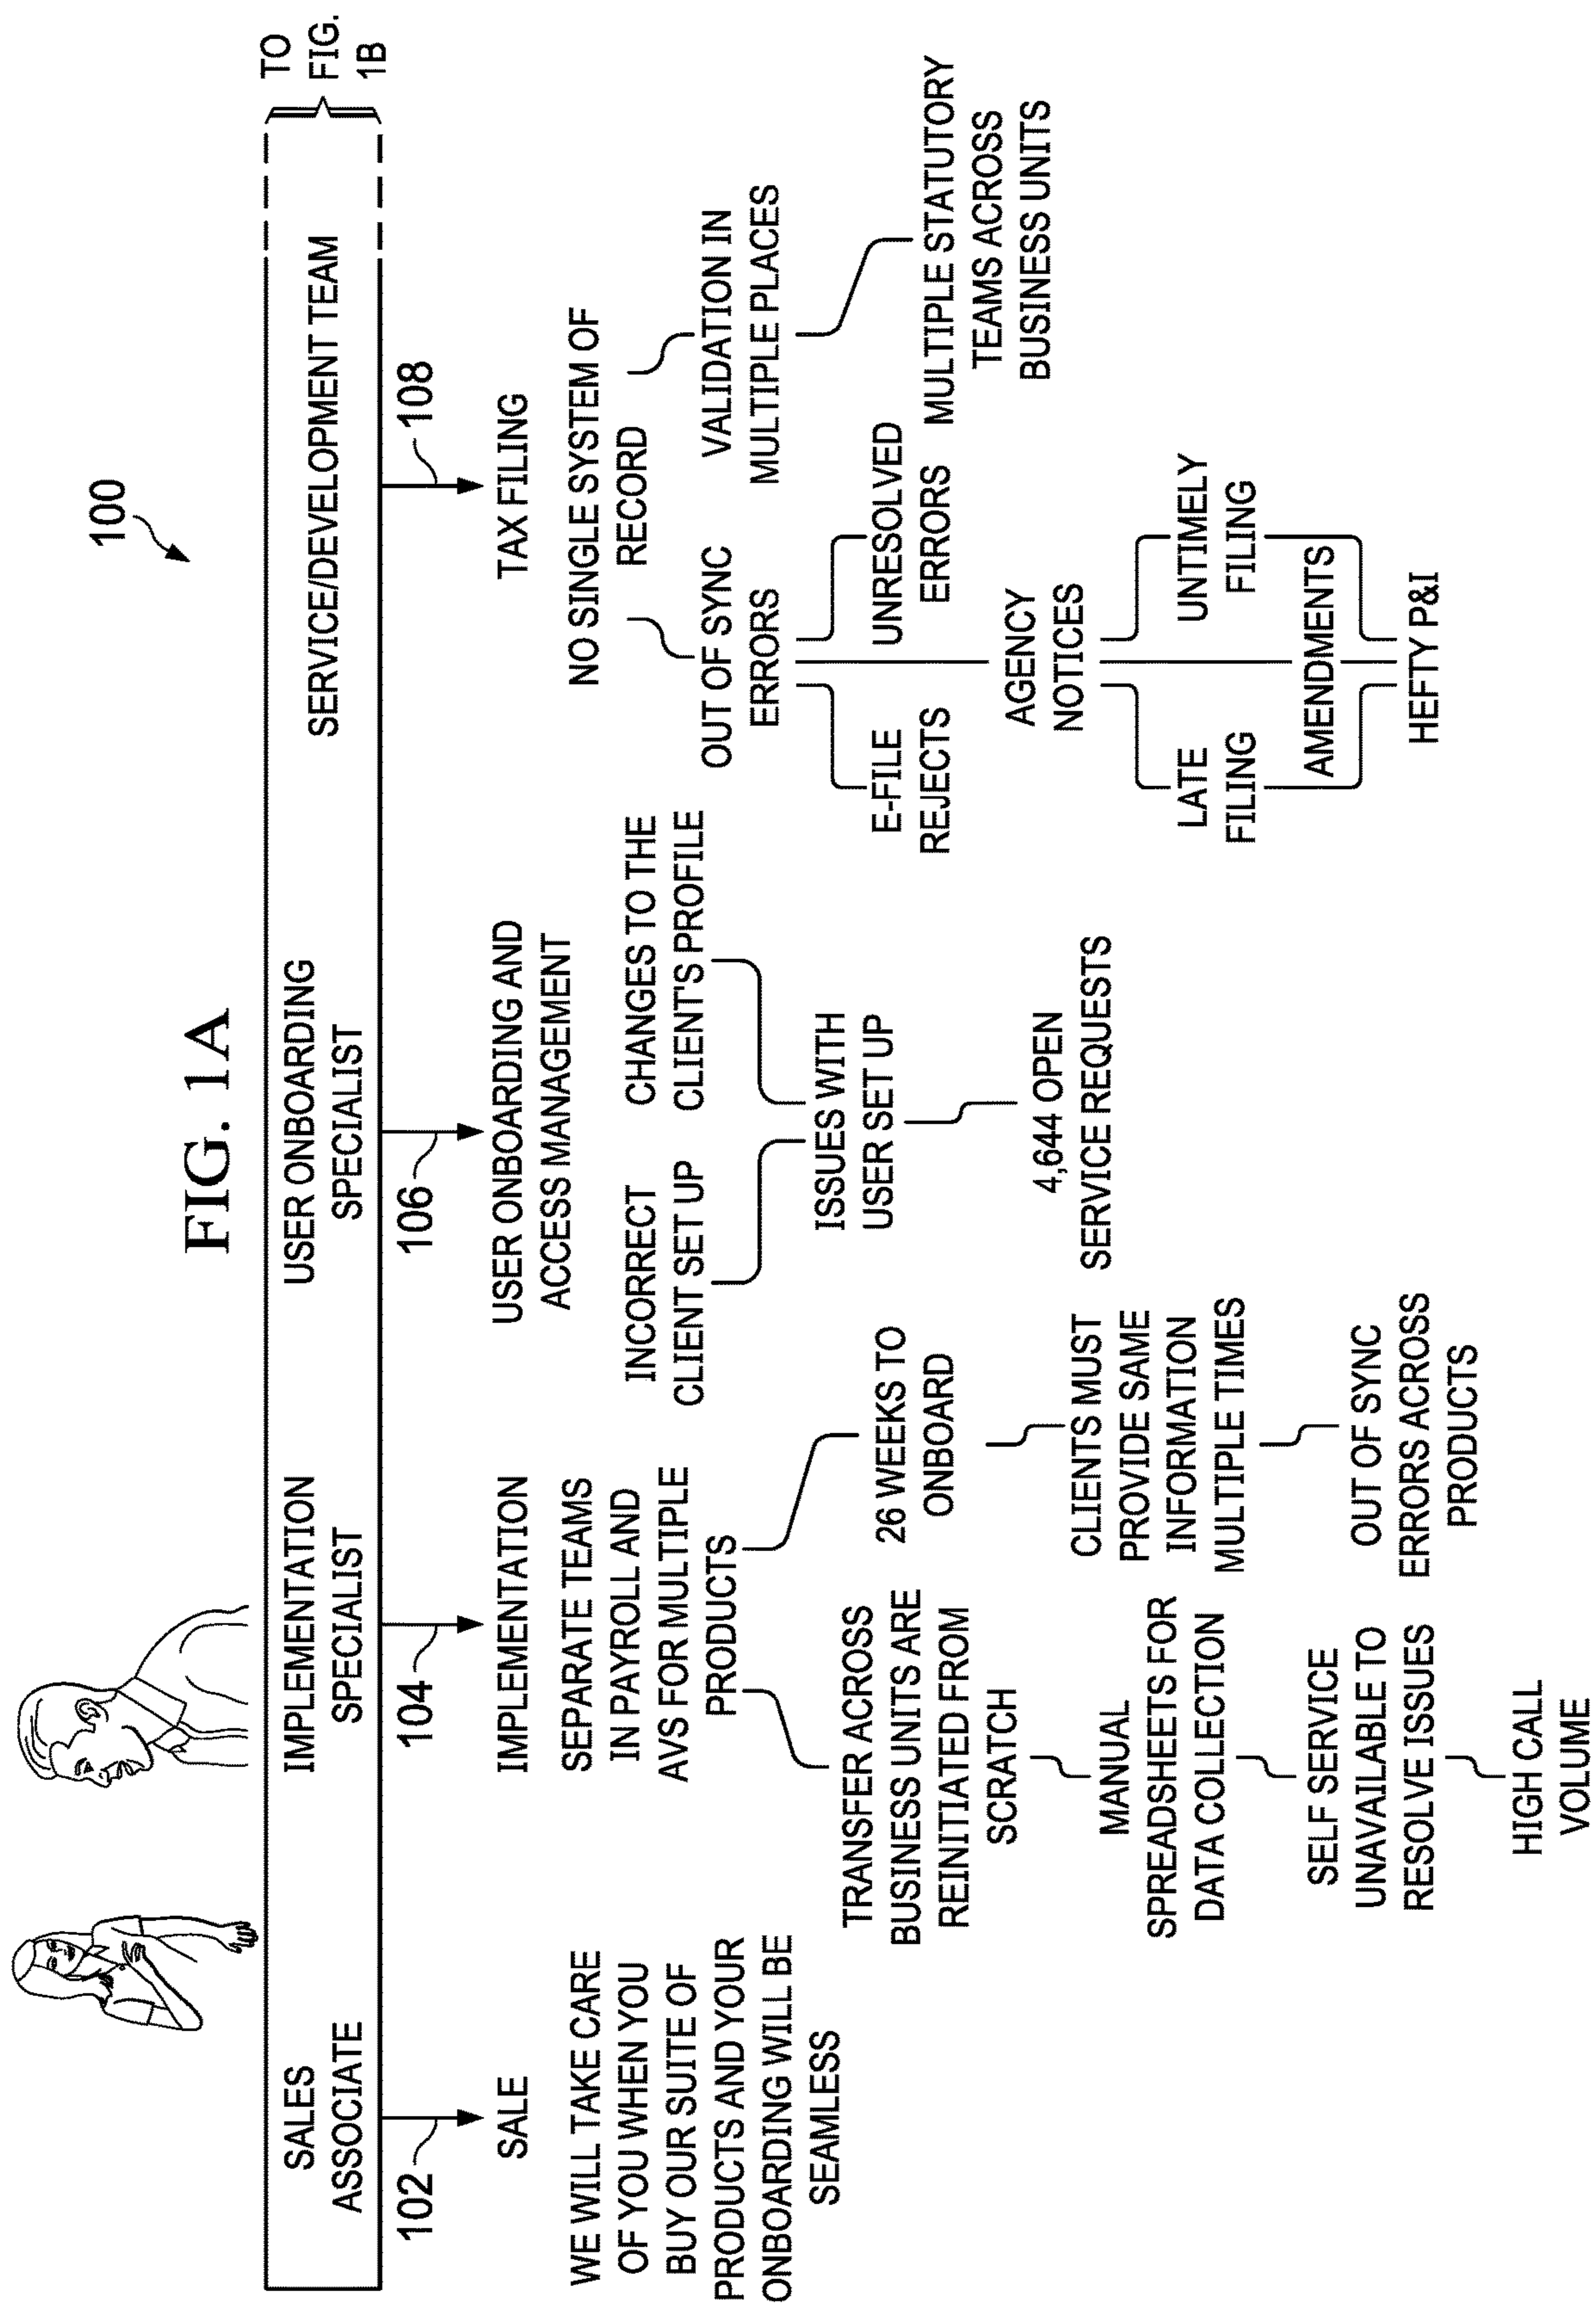 FIG. 1A
100
TO
FIG.
1B
SALES
ASSOCIATE
IMPLEMENTATION
SPECIALIST
USER ONBOARDING
SPECIALIST
SERVICE/DEVELOPMENT TEAM
102
SALE
WE WILL TAKE CARE
OF YOU WHEN YOU
BUY OUR SUITE OF
PRODUCTS AND YOUR
ONBOARDING WILL BE
SEAMLESS
104
IMPLEMENTATION
SEPARATE TEAMS
IN PAYROLL AND
AVS FOR MULTIPLE
PRODUCTS
TRANSFER ACROSS
BUSINESS UNITS ARE
REINITIATED FROM
SCRATCH
MANUAL
SPREADSHEETS FOR
DATA COLLECTION
SELF SERVICE
UNAVAILABLE TO
RESOLVE ISSUES
HIGH CALL
VOLUME
26 WEEKS TO
ONBOARD
CLIENTS MUST
PROVIDE SAME
INFORMATION
MULTIPLE TIMES
OUT OF SYNC
ERRORS ACROSS
PRODUCTS
106
USER ONBOARDING AND
ACCESS MANAGEMENT
INCORRECT
CLIENT SET UP
CHANGES TO THE
CLIENT'S PROFILE
ISSUES WITH
USER SET UP
4,644 OPEN
SERVICE REQUESTS
108
TAX FILING
NO SINGLE SYSTEM OF
RECORD
OUT OF SYNC
ERRORS
E-FILE
REJECTS
UNRESOLVED
ERRORS
AGENCY
NOTICES
LATE
FILING
UNTIMELY
FILING
AMENDMENTS
HEFTY P&I
VALIDATION IN
MULTIPLE PLACES
MULTIPLE STATUTORY
TEAMS ACROSS
BUSINESS UNITS